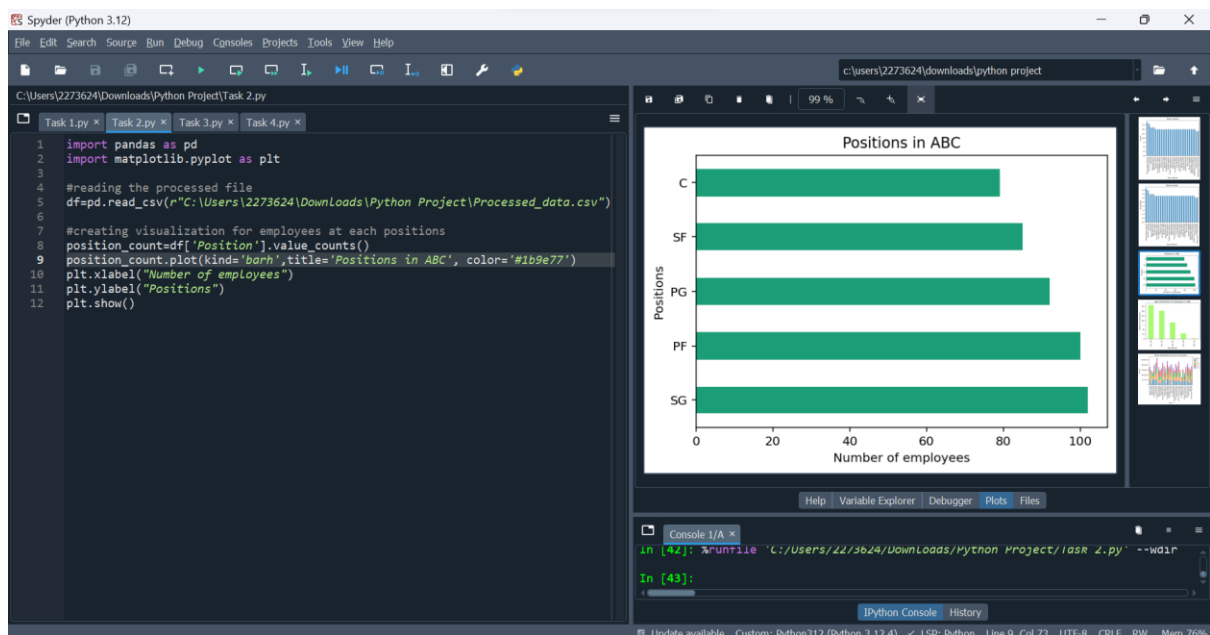 Spyder (Python 3.12)
File Edit Search Source Run Debug Consoles Projects Tools View Help
c:\users\2273624\downloads\python project
C:\Users\2273624\Downloads\Python Project\Task 2.py
Task 1.py × Task 2.py × Task 3.py × Task 4.py ×
1 import pandas as pd
2 import matplotlib.pyplot as plt
3
4 #reading the processed file
5 df=pd.read_csv(r"C:\Users\2273624\Downloads\Python Project\Processed_data.csv")
6
7 #creating visualization for employees at each positions
8 position_count=df['Position'].value_counts()
9 position_count.plot(kind='barh',title='Positions in ABC', color='#1b9e77')
10 plt.xlabel("Number of employees")
11 plt.ylabel("Positions")
12 plt.show()
99 %
Positions in ABC
Positions
C
SF
PG
PF
SG
0 20 40 60 80 100
Number of employees
Help Variable Explorer Debugger Plots Files
Console 1/A ×
In [42]: %runfile 'C:/Users/2273624/Downloads/Python Project/Task 2.py' --wdir
In [43]:
IPython Console History
Update available Custom: Python312 (Python 3.12.4) ✓ LSP: Python Line 9, Col 73 UTF-8 CRLF RW Mem 76%